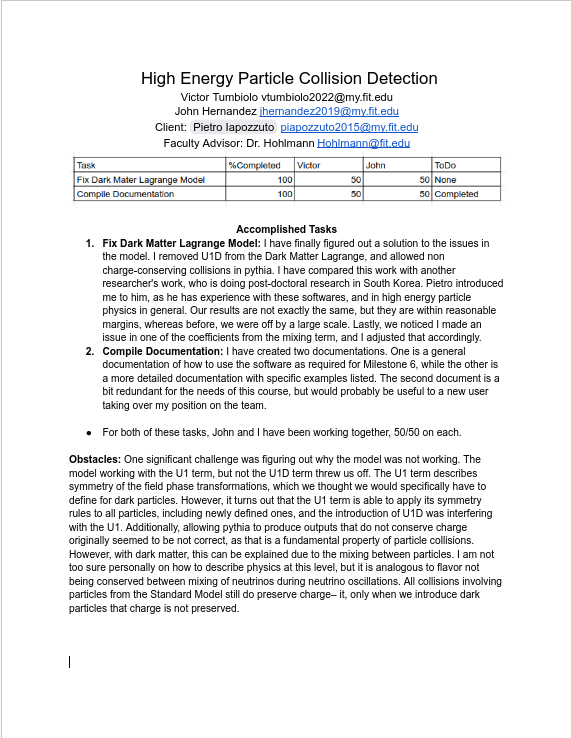 High Energy Particle Collision Detection
Victor Tumbiolo vtumbiolo2022@my.fit.edu
John Hernandez jhernandez2019@my.fit.edu
Client: Pietro Iapozzuto piapozzuto2015@my.fit.edu
Faculty Advisor: Dr. Hohlmann Hohlmann@fit.edu
Task %Completed Victor John ToDo
Fix Dark Mater Lagrange Model 100 50 50 None
Compile Documentation 100 50 50 Completed
Accomplished Tasks
1. Fix Dark Matter Lagrange Model: I have finally figured out a solution to the issues in
the model. I removed U1D from the Dark Matter Lagrange, and allowed non
charge-conserving collisions in pythia. I have compared this work with another
researcher's work, who is doing post-doctoral research in South Korea. Pietro introduced
me to him, as he has experience with these softwares, and in high energy particle
physics in general. Our results are not exactly the same, but they are within reasonable
margins, whereas before, we were off by a large scale. Lastly, we noticed I made an
issue in one of the coefficients from the mixing term, and I adjusted that accordingly.
2. Compile Documentation: I have created two documentations. One is a general
documentation of how to use the software as required for Milestone 6, while the other is
a more detailed documentation with specific examples listed. The second document is a
bit redundant for the needs of this course, but would probably be useful to a new user
taking over my position on the team.
● For both of these tasks, John and I have been working together, 50/50 on each.
Obstacles: One significant challenge was figuring out why the model was not working. The
model working with the U1 term, but not the U1D term threw us off. The U1 term describes
symmetry of the field phase transformations, which we thought we would specifically have to
define for dark particles. However, it turns out that the U1 term is able to apply its symmetry
rules to all particles, including newly defined ones, and the introduction of U1D was interfering
with the U1. Additionally, allowing pythia to produce outputs that do not conserve charge
originally seemed to be not correct, as that is a fundamental property of particle collisions.
However, with dark matter, this can be explained due to the mixing between particles. I am not
too sure personally on how to describe physics at this level, but it is analogous to flavor not
being conserved between mixing of neutrinos during neutrino oscillations. All collisions involving
particles from the Standard Model still do preserve charge– it, only when we introduce dark
particles that charge is not preserved.